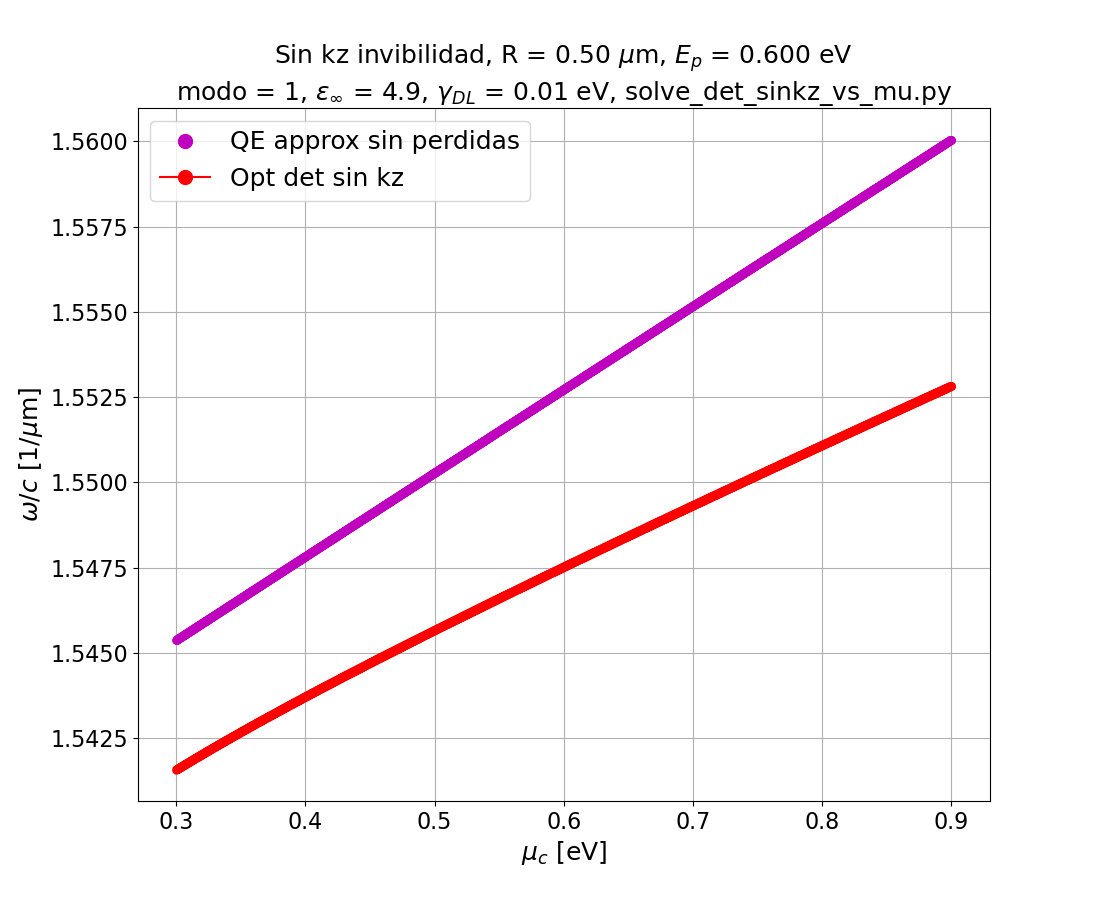 Sin kz invibilidad, R = 0.50 μm, E_p = 0.600 eV
modo = 1, ε_∞ = 4.9, γ_DL = 0.01 eV, solve_det_sinkz_vs_mu.py
QE approx sin perdidas
Opt det sin kz
1.5600
1.5575
1.5550
1.5525
1.5500
1.5475
1.5450
1.5425
ω/c [1/μm]
0.3 0.4 0.5 0.6 0.7 0.8 0.9
μ_c [eV]